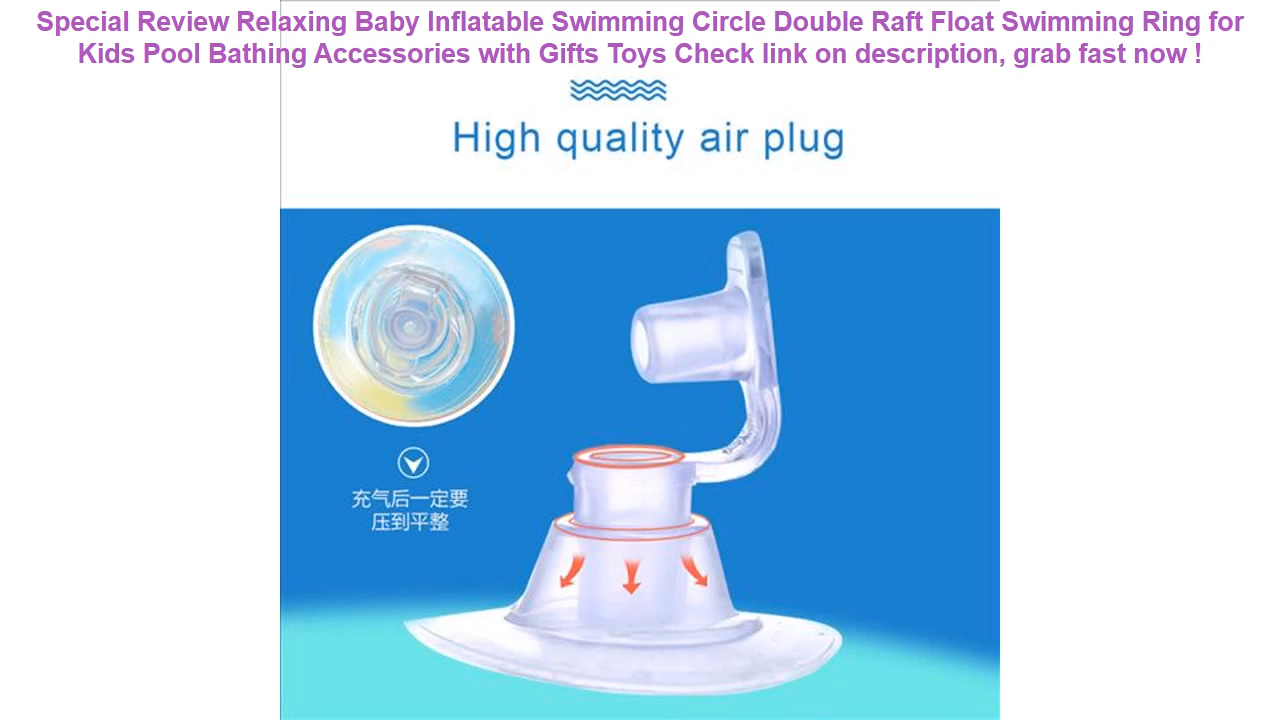 Special Review Relaxing Baby Inflatable Swimming Circle Double Raft Float Swimming Ring for
Kids Pool Bathing Accessories with Gifts Toys Check link on description, grab fast now !
High quality air plug
充气后一定要
压到平整